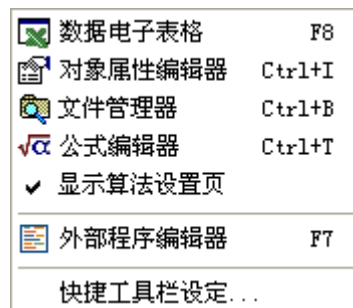 数据电子表格 F8
对象属性编辑器 Ctrl+I
文件管理器 Ctrl+B
公式编辑器 Ctrl+T
显示算法设置页
外部程序编辑器 F7
快捷工具栏设定...